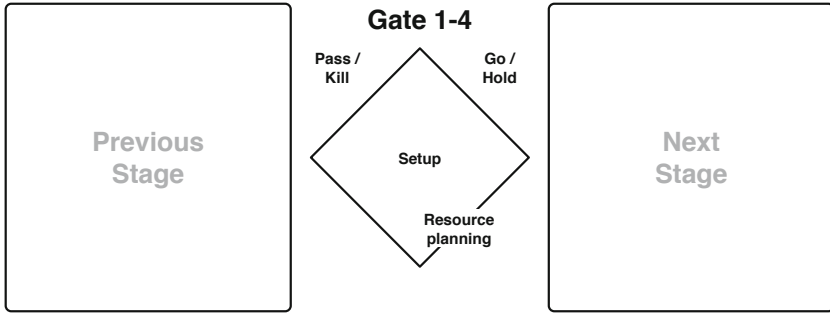 Gate 1-4
Pass /
Kill
Go /
Hold
Previous
Stage
Setup
Next
Stage
Resource
planning